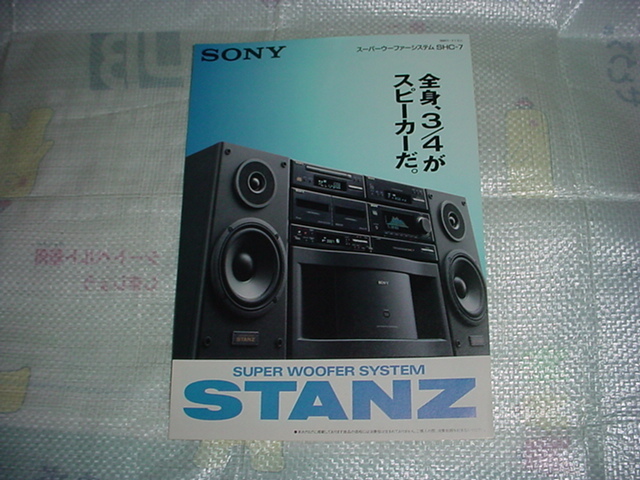 SONY
スーパーウーファーシステム SHC-7
全身、3/4が
スピーカーだ。
SONY
STANZ
SUPER WOOFER SYSTEM
STANZ